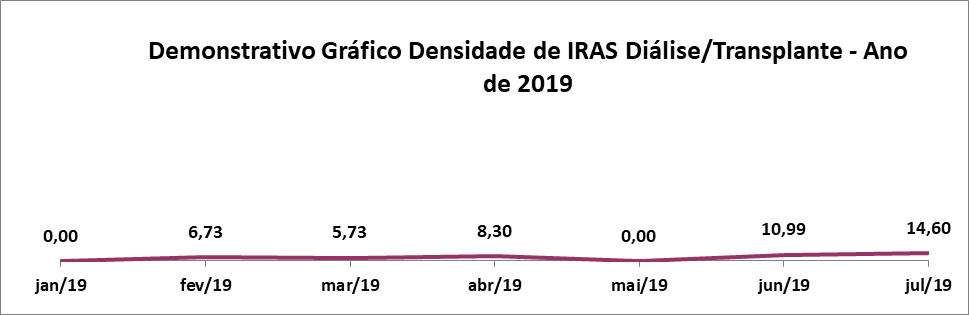 Demonstrativo Gráfico Densidade de IRAS Diálise/Transplante - Ano
de 2019
0,00 6,73 5,73 8,30 0,00 10,99 14,60
jan/19 fev/19 mar/19 abr/19 mai/19 jun/19 jul/19